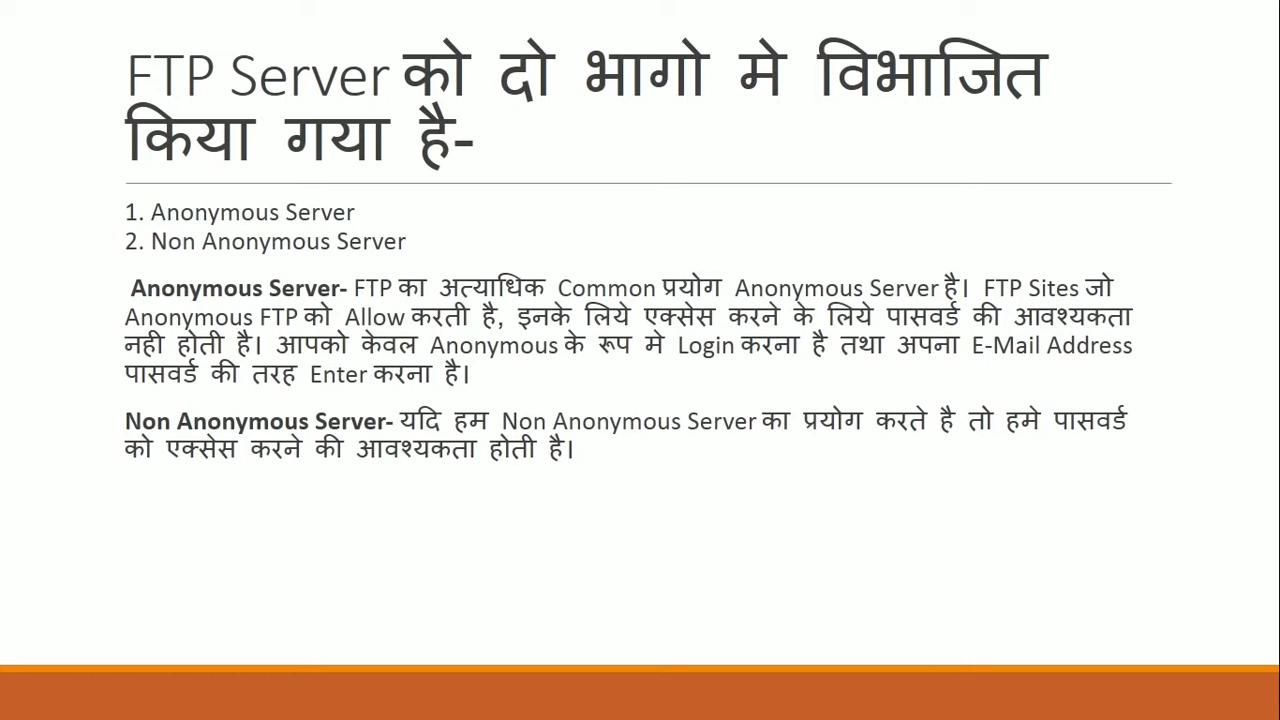 FTP Server को दो भागो मे विभाजित
किया गया है-
1. Anonymous Server
2. Non Anonymous Server
Anonymous Server- FTP का अत्याधिक Common प्रयोग Anonymous Server है। FTP Sites जो
Anonymous FTP को Allow करती है, इनके लिये एक्सेस करने के लिये पासवर्ड की आवश्यकता
नही होती है। आपको केवल Anonymous के रूप मे Login करना है तथा अपना E-Mail Address
पासवर्ड की तरह Enter करना है।
Non Anonymous Server- यदि हम Non Anonymous Server का प्रयोग करते है तो हमे पासवर्ड
को एक्सेस करने की आवश्यकता होती है।